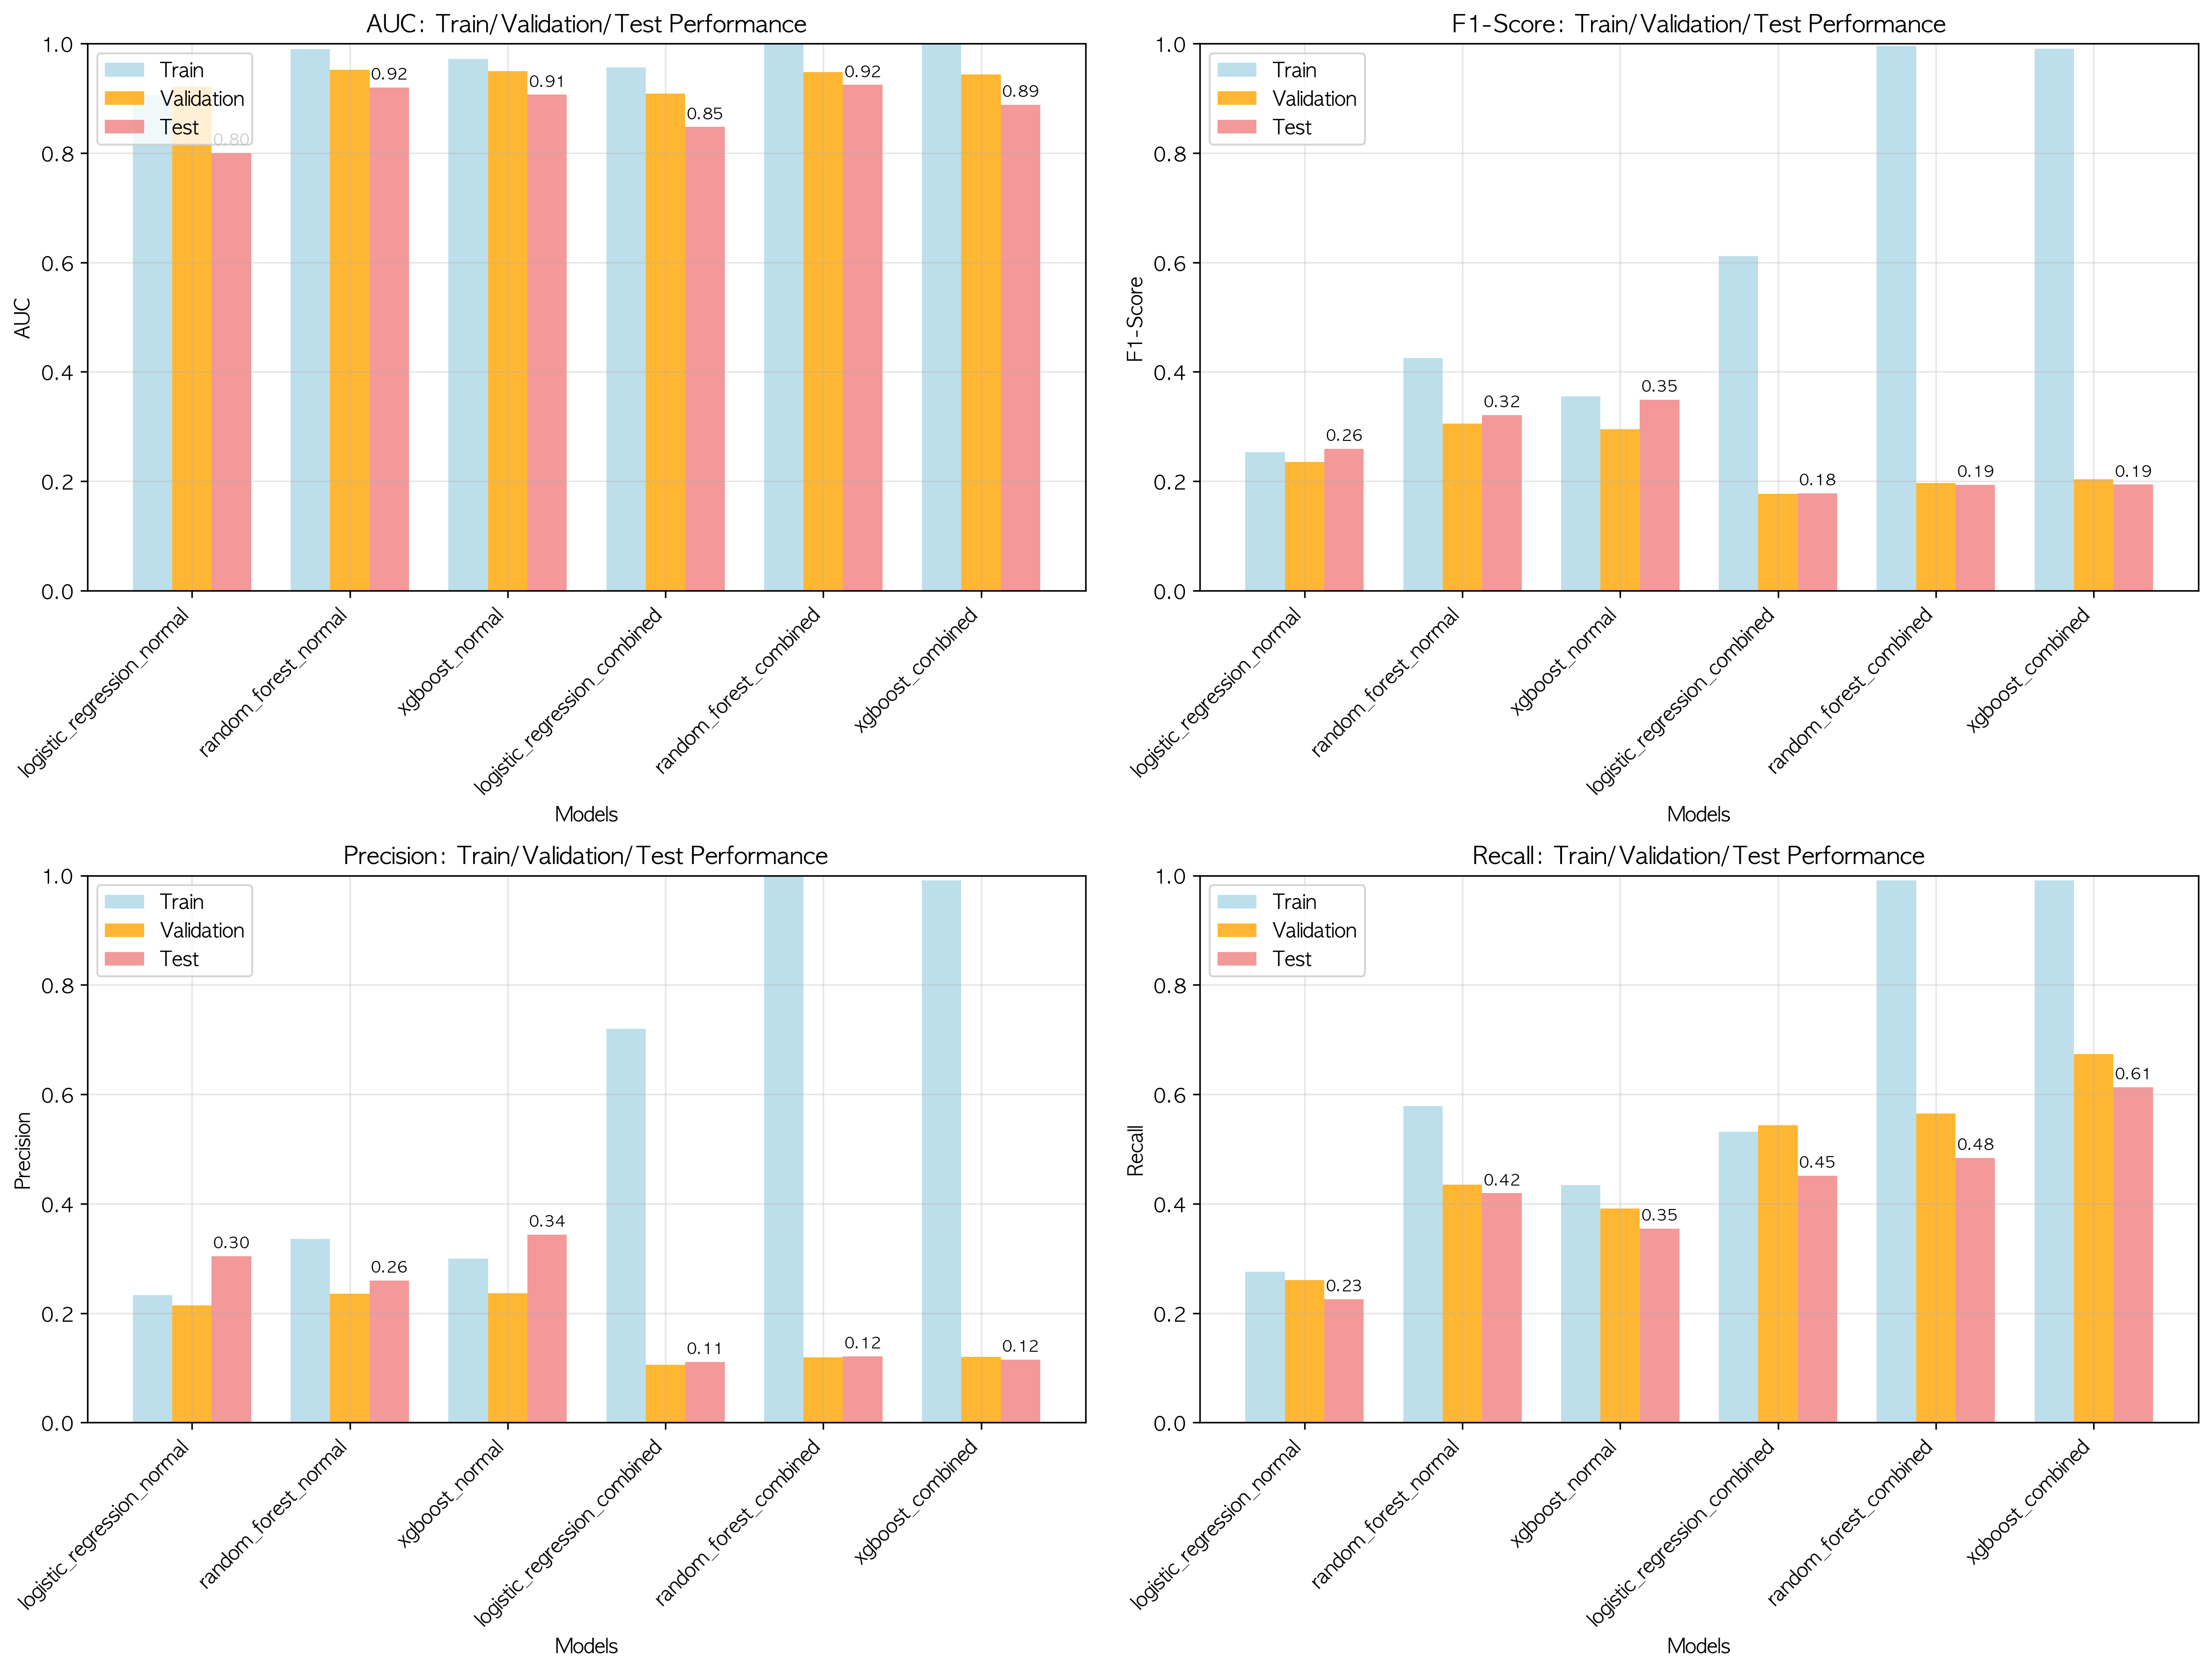 AUC: Train/Validation/Test Performance
AUC
1.0
0.8
0.6
0.4
0.2
0.0
Train
Validation
Test
0.80
0.92
0.91
0.85
0.92
0.89
logistic_regression_normal
random_forest_normal
xgboost_normal
logistic_regression_combined
random_forest_combined
xgboost_combined
Models
F1-Score: Train/Validation/Test Performance
F1-Score
1.0
0.8
0.6
0.4
0.2
0.0
Train
Validation
Test
0.26
0.32
0.35
0.18
0.19
0.19
logistic_regression_normal
random_forest_normal
xgboost_normal
logistic_regression_combined
random_forest_combined
xgboost_combined
Models
Precision: Train/Validation/Test Performance
Precision
1.0
0.8
0.6
0.4
0.2
0.0
Train
Validation
Test
0.30
0.26
0.34
0.11
0.12
0.12
logistic_regression_normal
random_forest_normal
xgboost_normal
logistic_regression_combined
random_forest_combined
xgboost_combined
Models
Recall: Train/Validation/Test Performance
Recall
1.0
0.8
0.6
0.4
0.2
0.0
Train
Validation
Test
0.23
0.42
0.35
0.45
0.48
0.61
logistic_regression_normal
random_forest_normal
xgboost_normal
logistic_regression_combined
random_forest_combined
xgboost_combined
Models